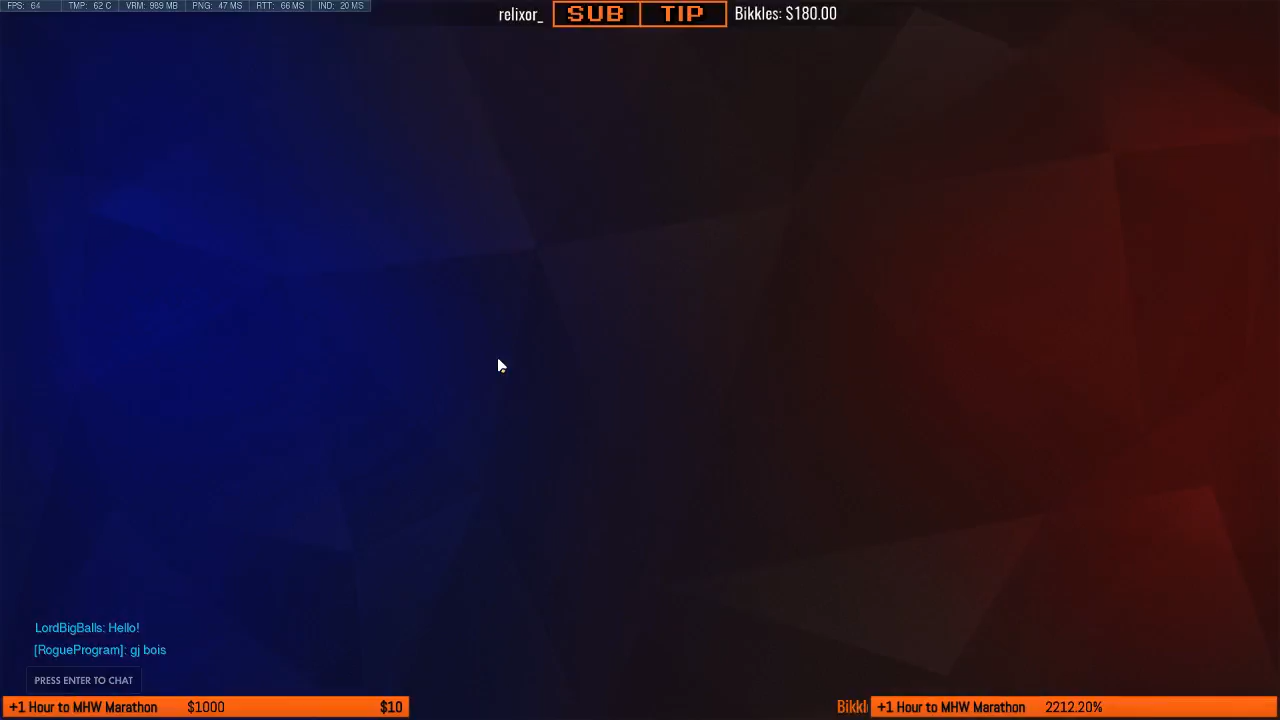 FPS: 64 TMP: 62 C VRM: 989 MB PNG: 47 MS RTT: 66 MS IND: 20 MS
relixor_ SUB TIP Bikkles: $180.00
LordBigBalls: Hello!
[RogueProgram]: gj bois
PRESS ENTER TO CHAT
+1 Hour to MHW Marathon $1000 $10
Bikkl +1 Hour to MHW Marathon 2212.20%